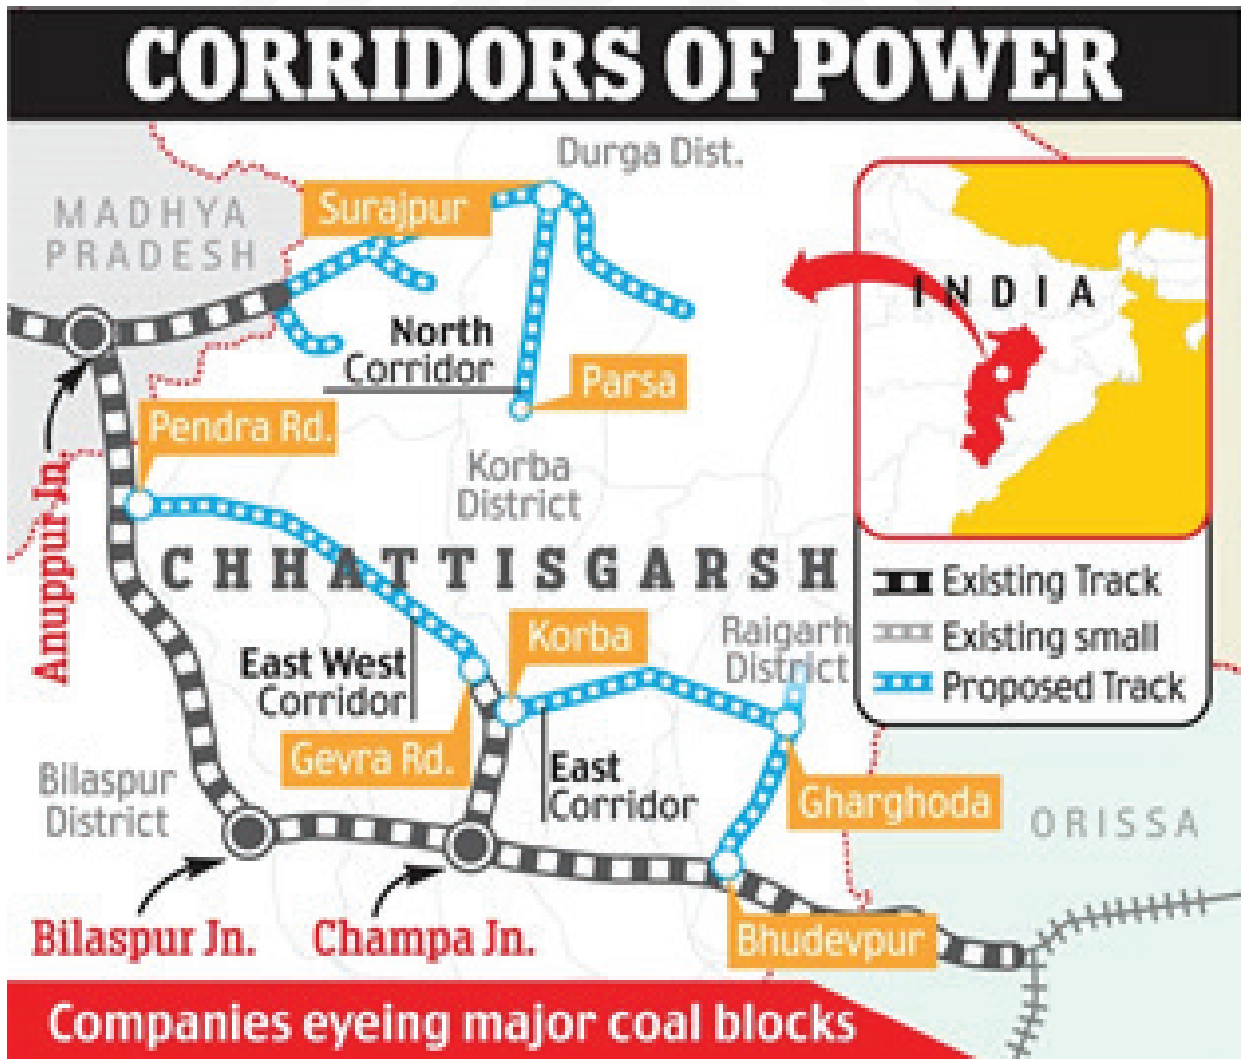 CORRIDORS OF POWER
Durga Dist.
MADHYA
PRADESH
Surajpur
INDIA
North
Corridor
Parsa
Pendra Rd.
Korba
District
Anuppur Jn.
CHHATTISGARSH
Existing Track
Existing small
Proposed Track
Korba
Raigarh
District
East West
Corridor
Gevra Rd.
East
Corridor
Bilaspur
District
Gharghoda
ORISSA
Bilaspur Jn.
Champa Jn.
Bhudevpur
Companies eyeing major coal blocks